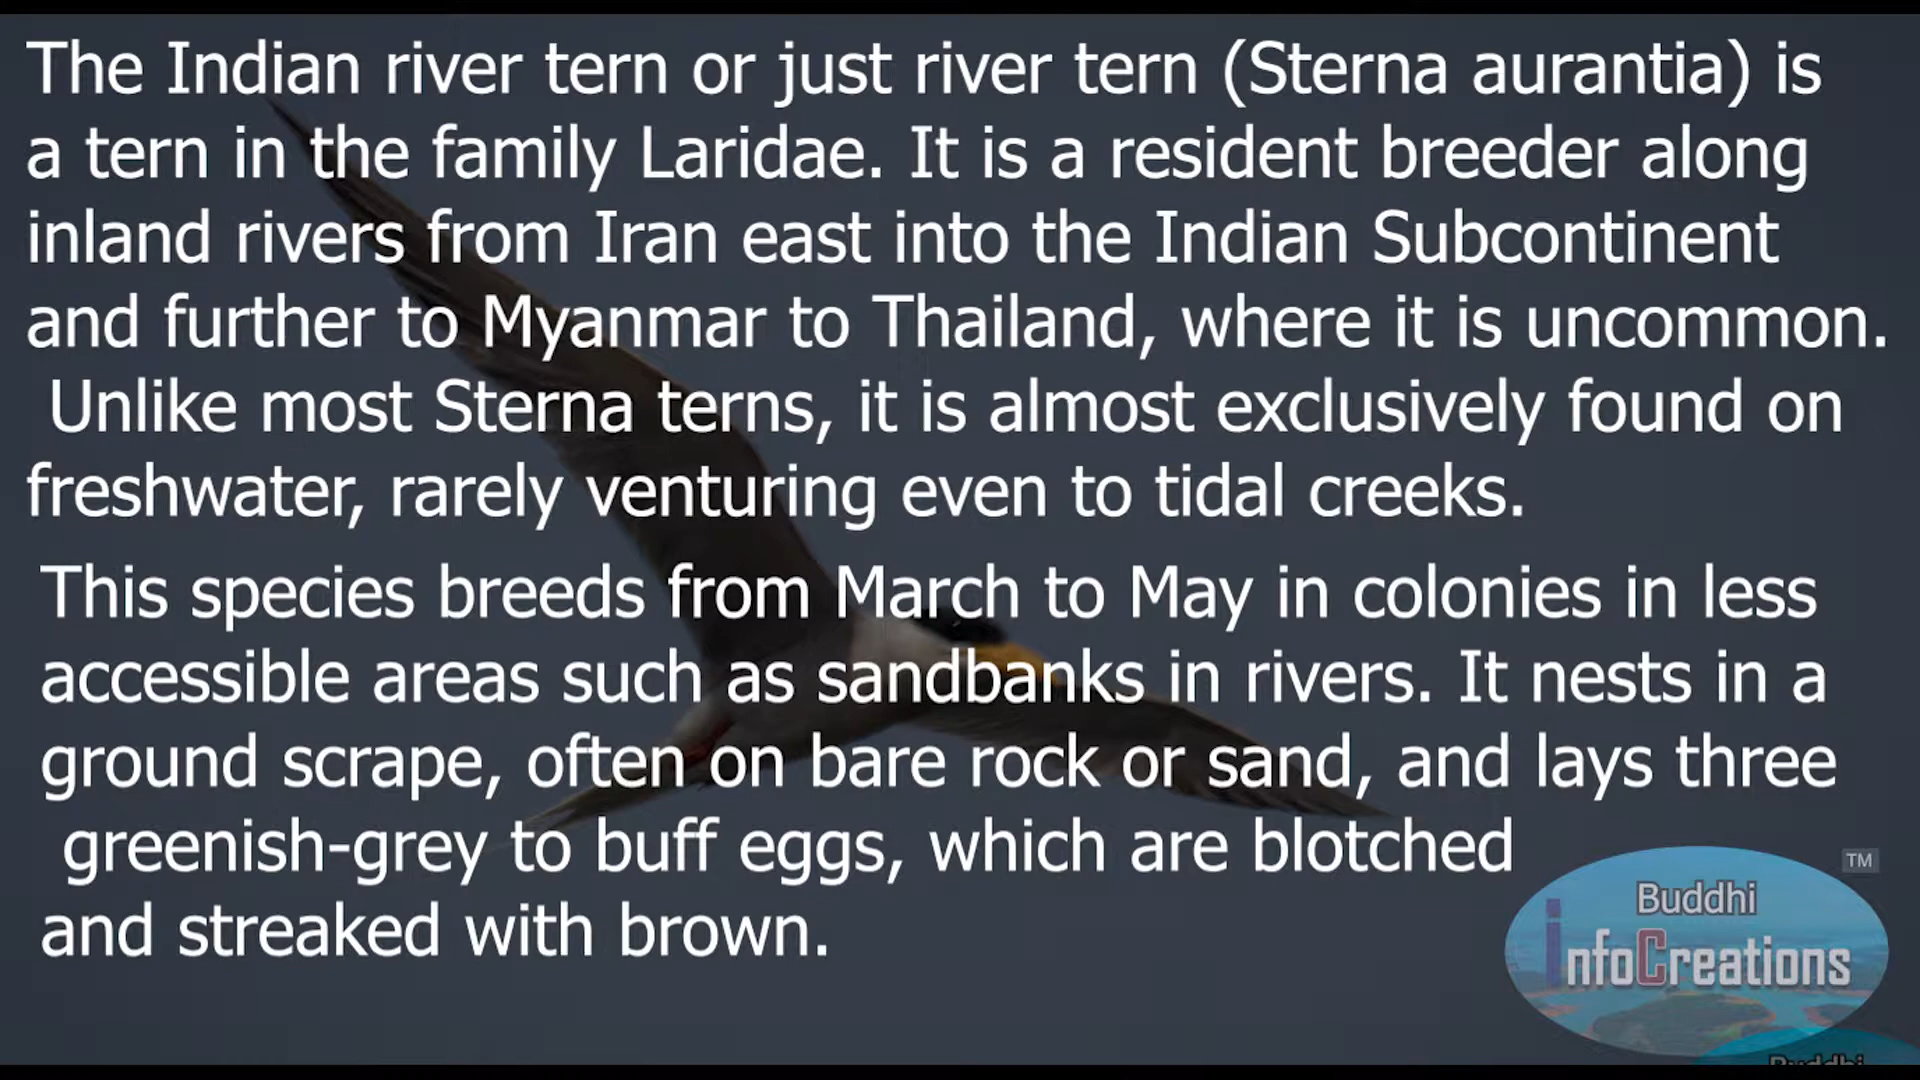 The Indian river tern or just river tern (Sterna aurantia) is
a tern in the family Laridae. It is a resident breeder along
inland rivers from Iran east into the Indian Subcontinent
and further to Myanmar to Thailand, where it is uncommon.
Unlike most Sterna terns, it is almost exclusively found on
freshwater, rarely venturing even to tidal creeks.
This species breeds from March to May in colonies in less
accessible areas such as sandbanks in rivers. It nests in a
ground scrape, often on bare rock or sand, and lays three
greenish-grey to buff eggs, which are blotched
and streaked with brown.
TM
Buddhi
InfoCreations
Buddhi